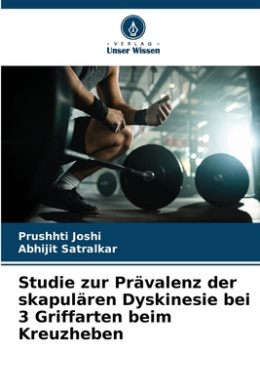 VERLAG
Unser Wissen
Prushhti Joshi
Abhijit Satralkar
Studie zur Prävalenz der
skapulären Dyskinesie bei
3 Griffarten beim
Kreuzheben